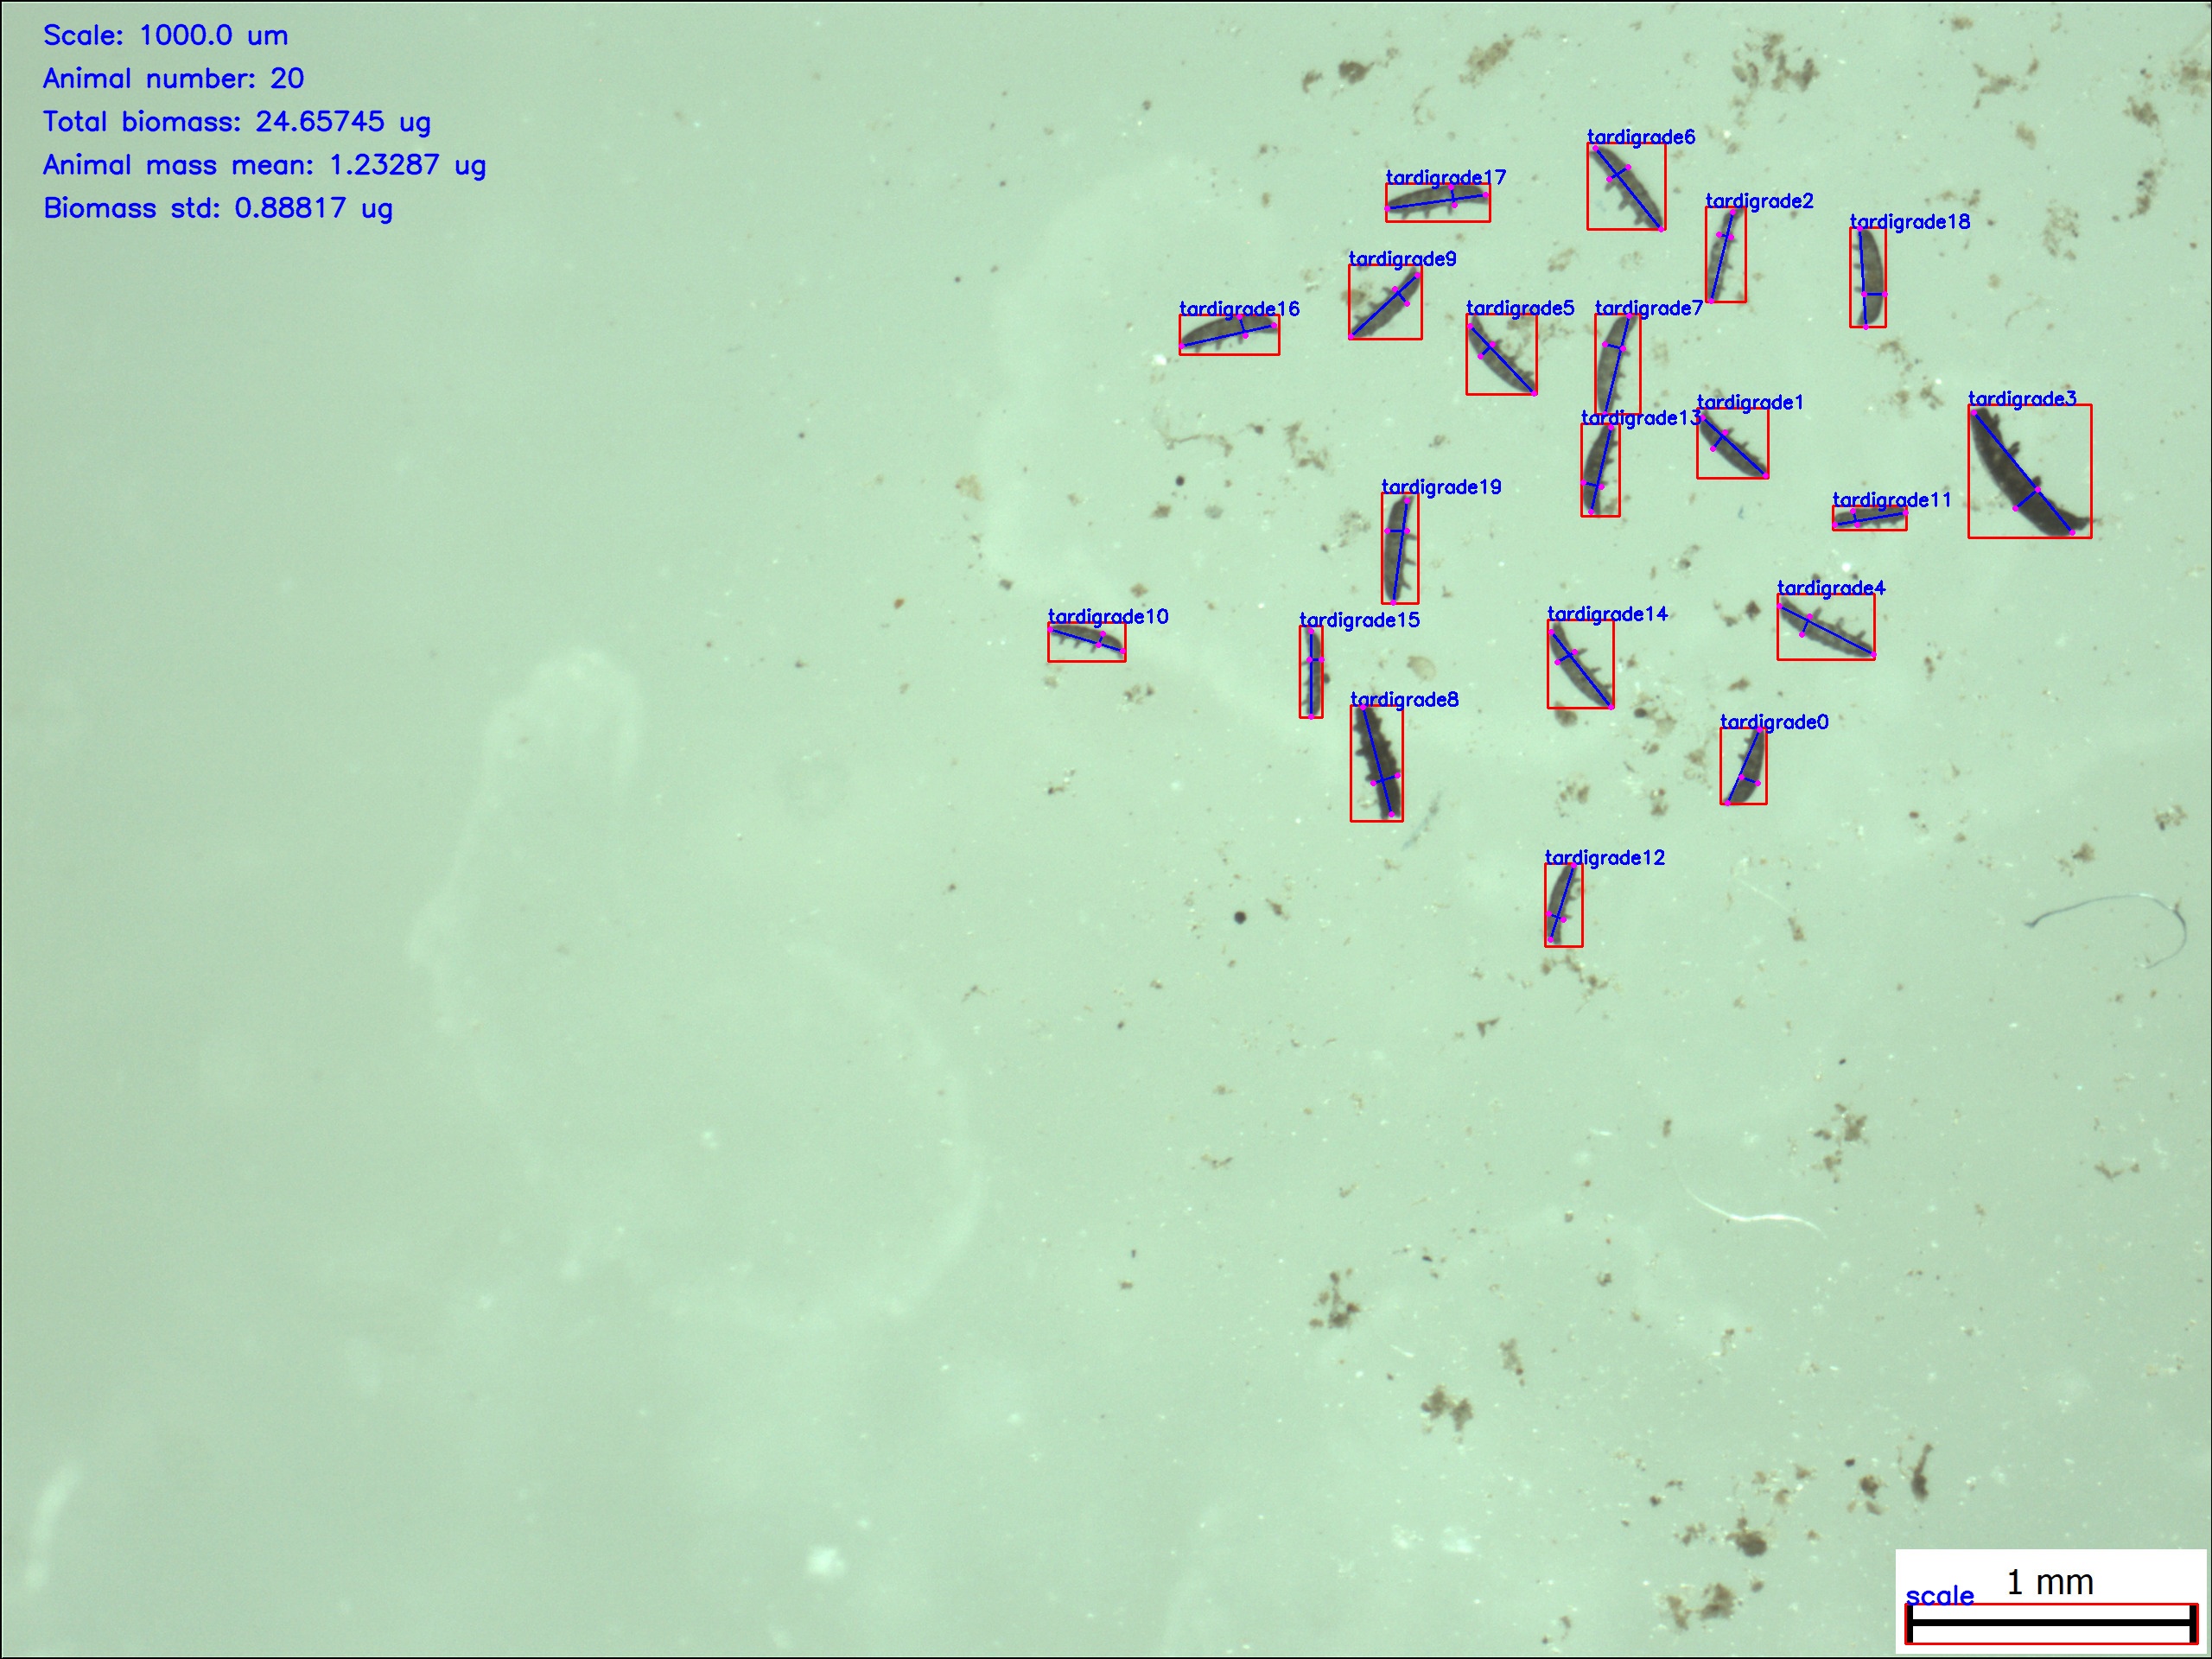 Scale: 1000.0 um
Animal number: 20
Total biomass: 24.65745 ug
Animal mass mean: 1.23287 ug
Biomass std: 0.88817 ug
tardigrade6
tardigrade17
tardigrade2
tardigrade18
tardigrade9
tardigrade16
tardigrade5
tardigrade7
tardigrade3
tardigrade1
tardigrade13
tardigrade19
tardigrade11
tardigrade4
tardigrade14
tardigrade10
tardigrade15
tardigrade8
tardigrade0
tardigrade12
1 mm
scale